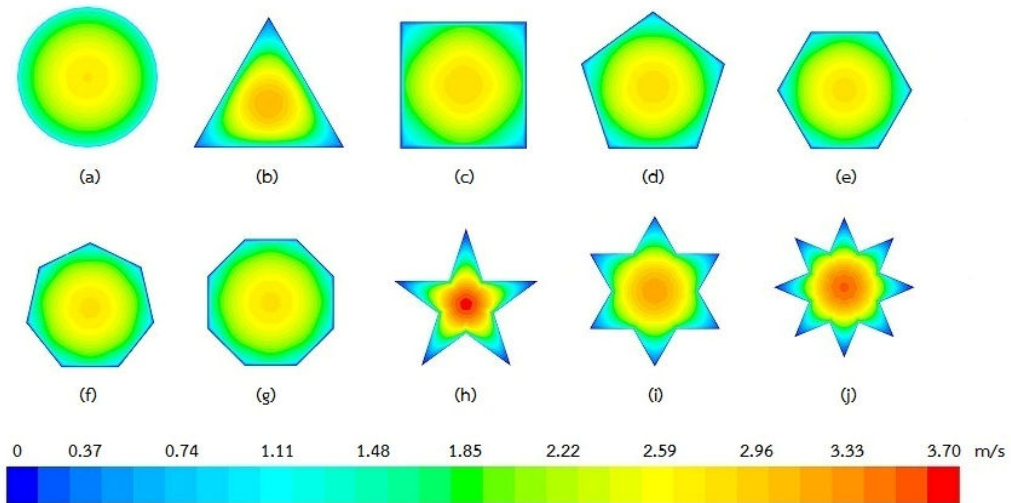 (a) (b) (c) (d) (e)
(f) (g) (h) (i) (j)
0 0.37 0.74 1.11 1.48 1.85 2.22 2.59 2.96 3.33 3.70 m/s